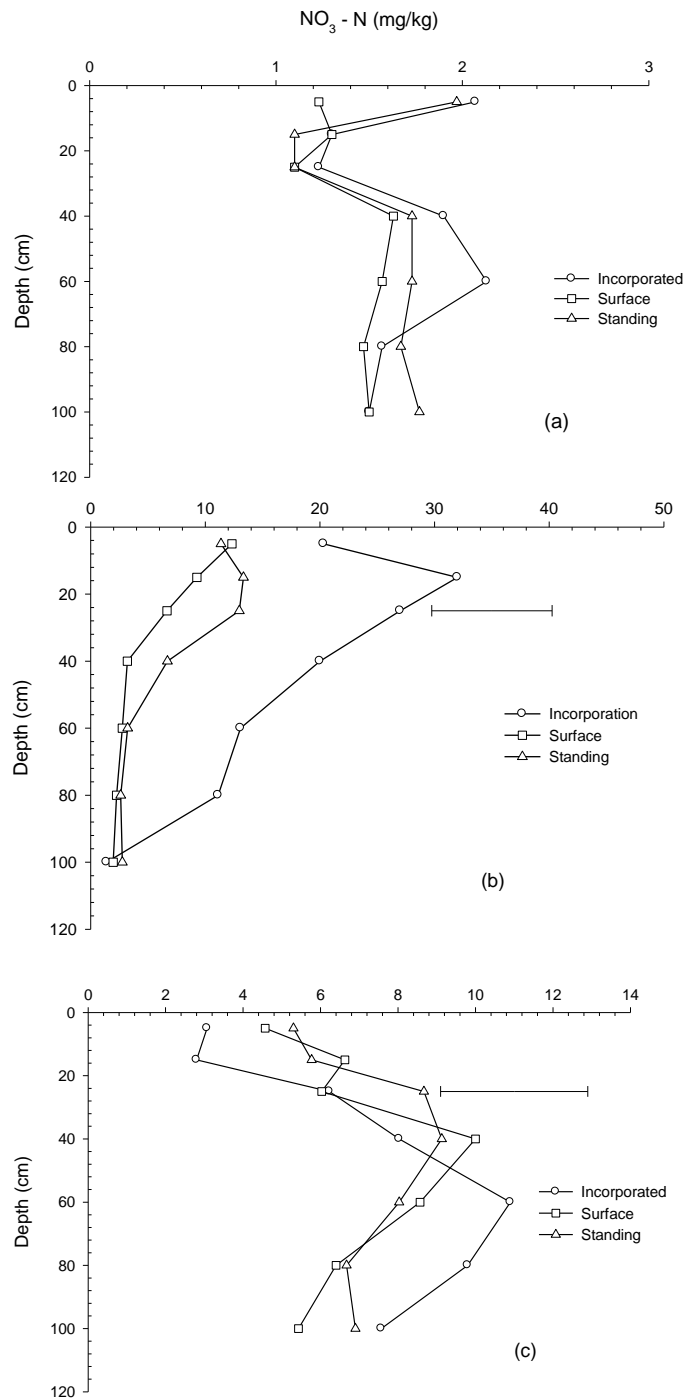 NO3 - N (mg/kg)
0 1 2 3
0
20
40
60
80
100
120
Depth (cm)
Incorporated
Surface
Standing
(a)
0 10 20 30 40 50
0
20
40
60
80
100
120
Depth (cm)
Incorporation
Surface
Standing
(b)
0 2 4 6 8 10 12 14
0
20
40
60
80
100
120
Depth (cm)
Incorporated
Surface
Standing
(c)